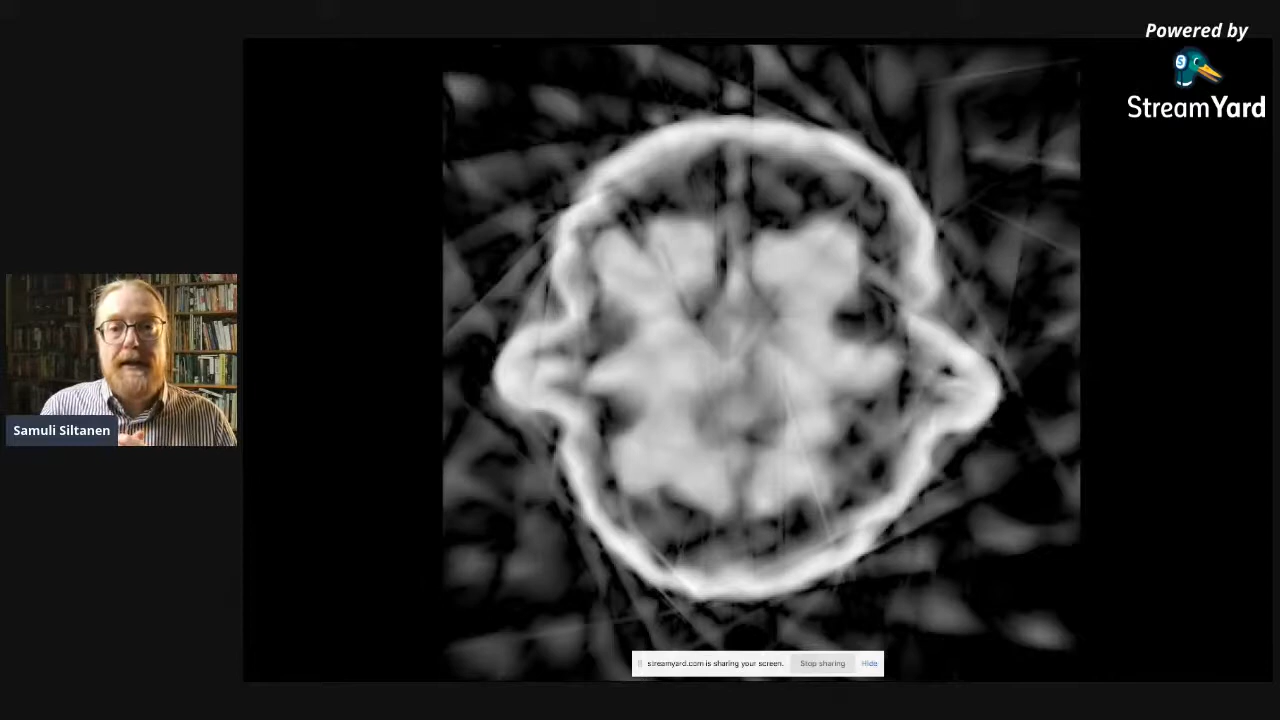 Powered by
StreamYard
Samuli Siltanen
streamyard.com is sharing your screen.
Stop sharing
Hide